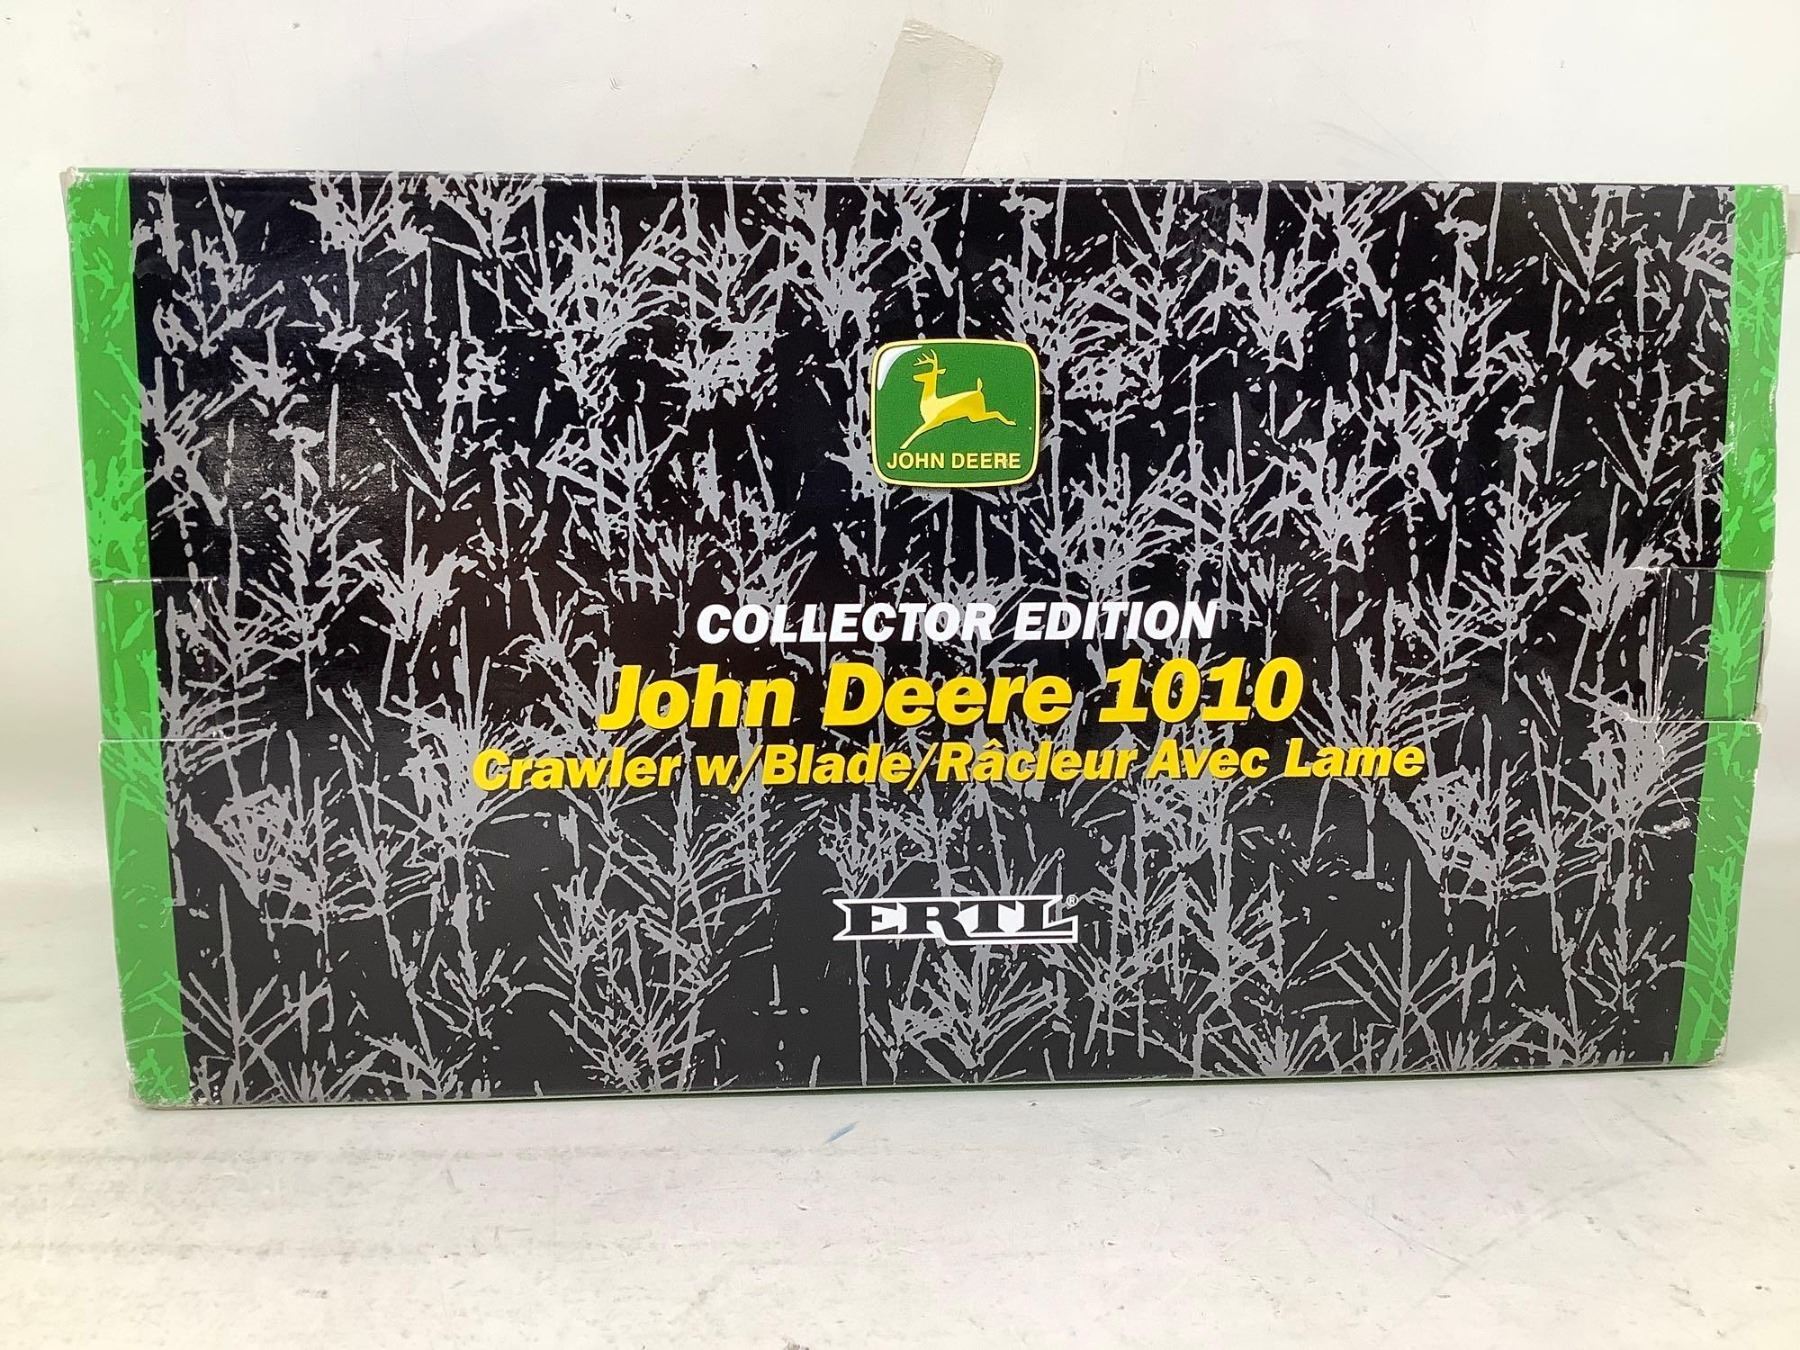 JOHN DEERE
COLLECTOR EDITION
John Deere 1010
Crawler w/Blade/Râcleur Avec Lame
ERTL®